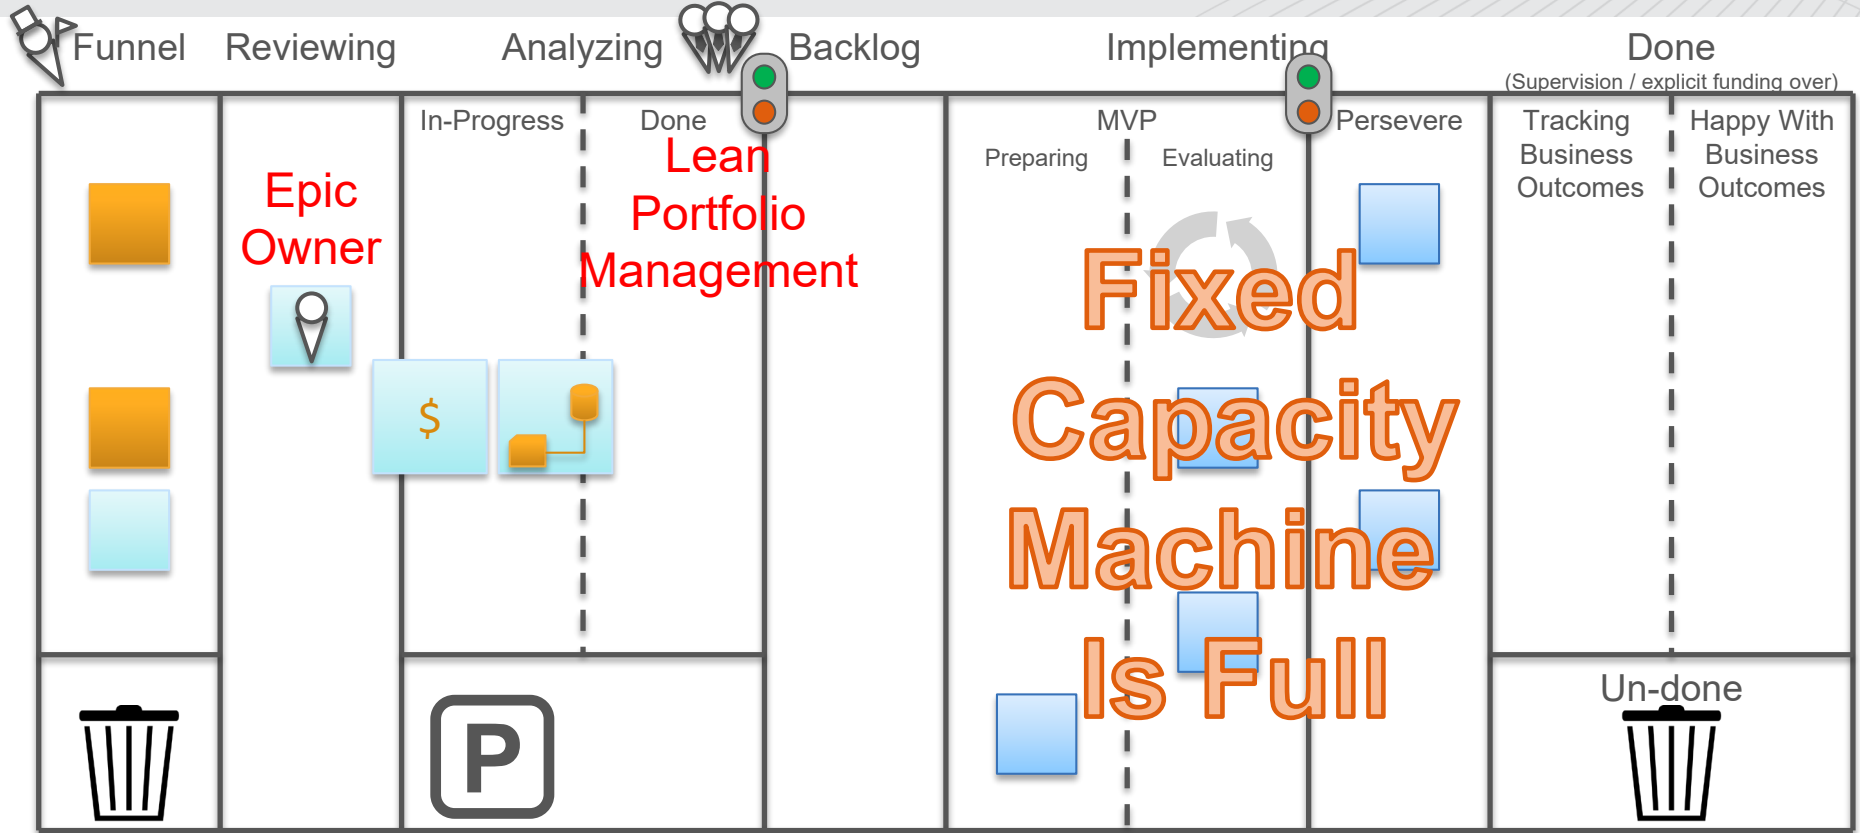 Funnel
Reviewing
Analyzing
Backlog
Implementing
Done
(Supervision / explicit funding over)
In-Progress
Done
MVP
Preparing
Evaluating
Persevere
Tracking
Business
Outcomes
Happy With
Business
Outcomes
Epic
Owner
Lean
Portfolio
Management
$
Fixed
Capacity
Machine
Is Full
P
Un-done